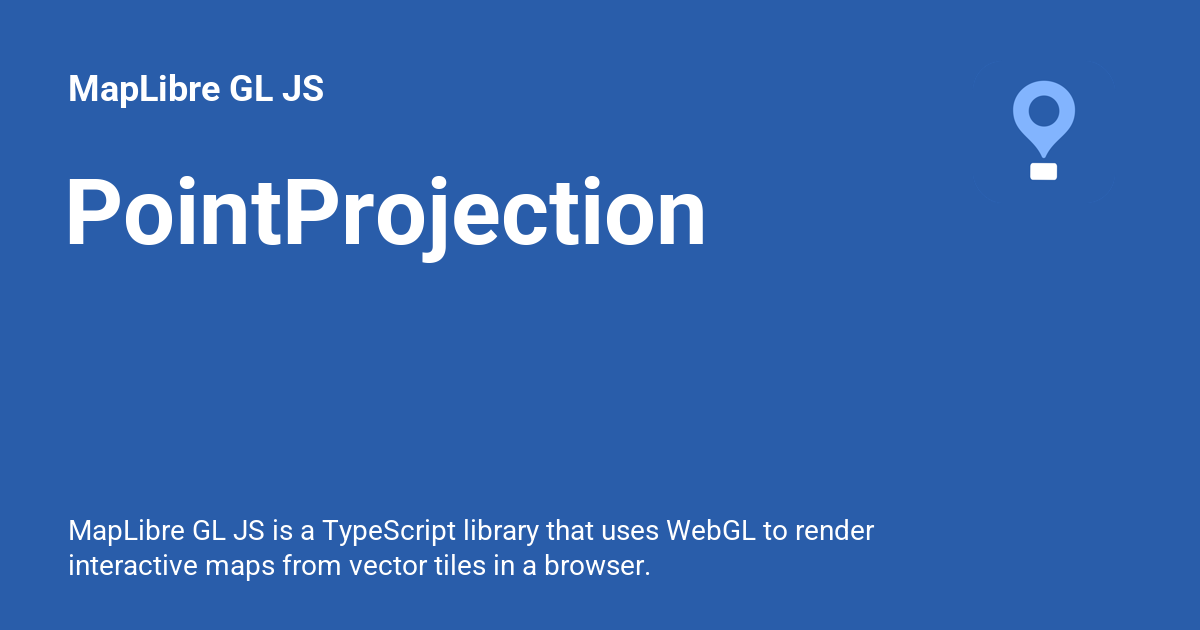 MapLibre GL JS
PointProjection
MapLibre GL JS is a TypeScript library that uses WebGL to render
interactive maps from vector tiles in a browser.